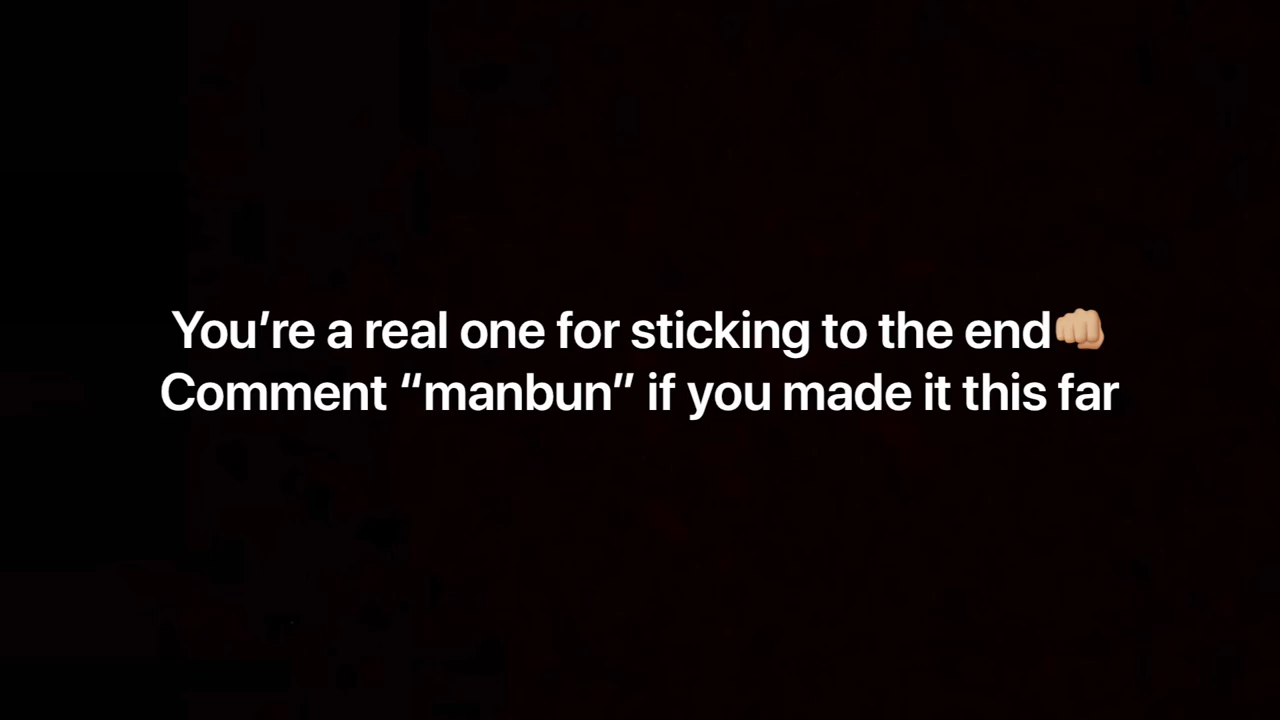 You’re a real one for sticking to the end👊🏼
Comment “manbun” if you made it this far